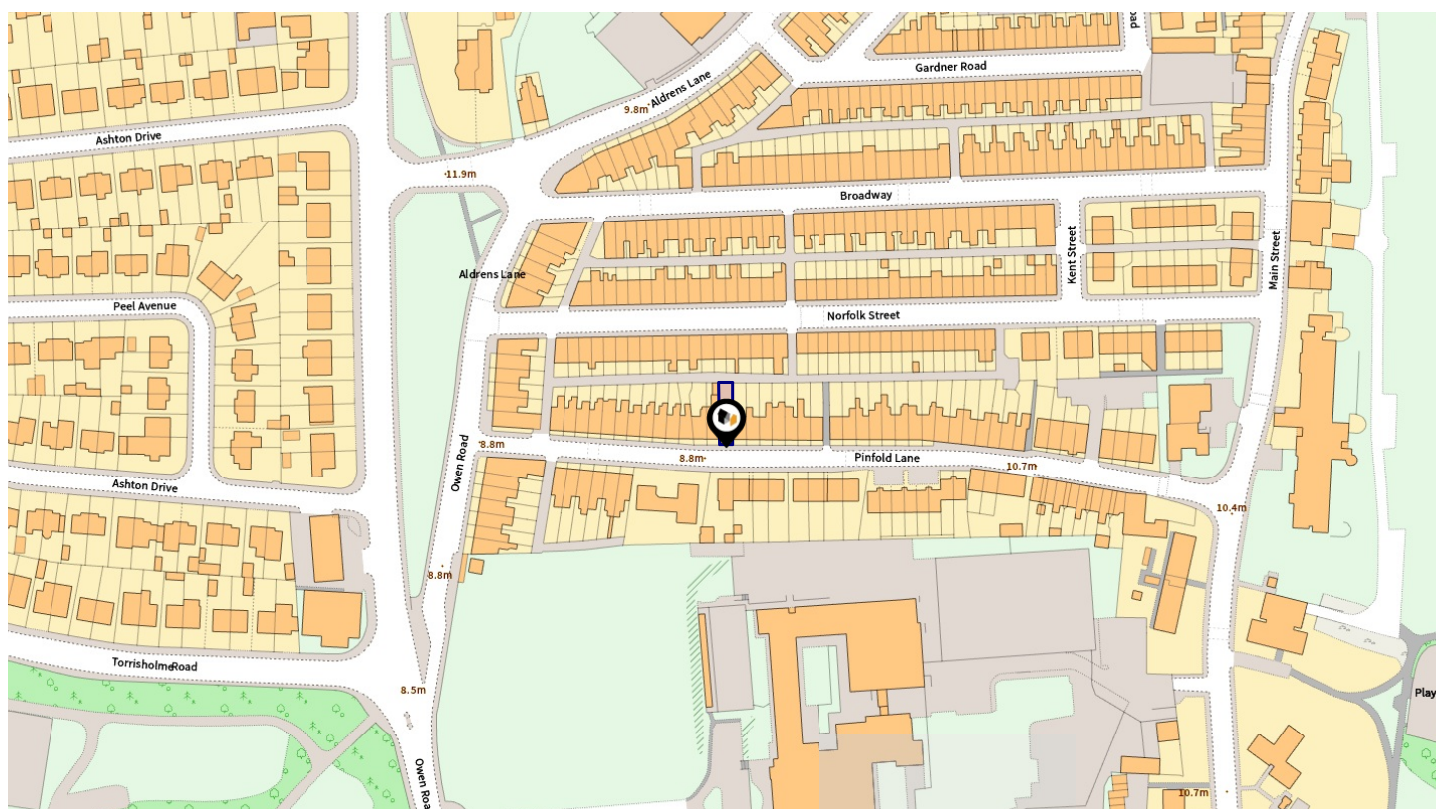 oad
Gardner Road
Aldrens Lane
9.8m
Ashton Drive
11.9m
Broadway
Kent Street
Main Street
Aldrens Lane
Peel Avenue
Norfolk Street
Owen Road
8.8m
8.8m
Pinfold Lane
10.7m
Ashton Drive
10.4m
8.8m
Torrisholme Road
8.5m
Play
Owen Roa
10.7m